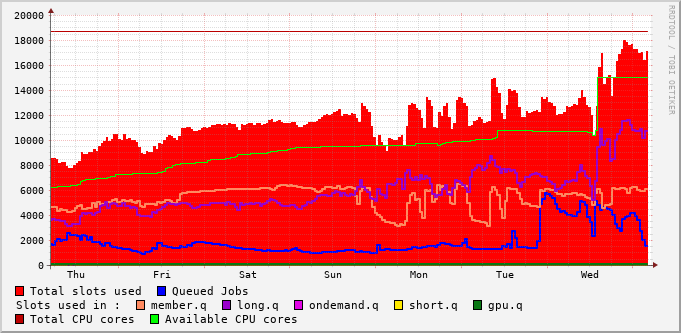 20000
18000
16000
14000
12000
10000
8000
6000
4000
2000
0
Thu Fri Sat Sun Mon Tue Wed
RRDTOOL / TOBI OETIKER
Total slots used Queued Jobs
Slots used in : member.q long.q ondemand.q short.q gpu.q
Total CPU cores Available CPU cores